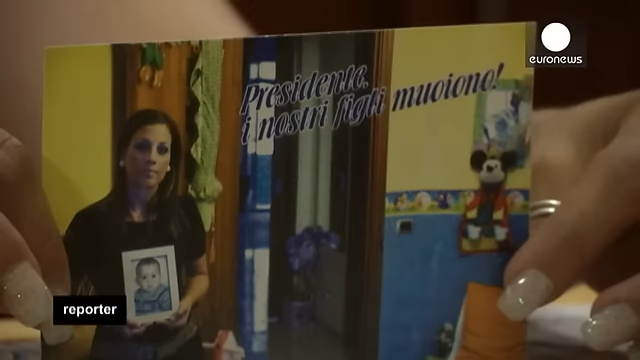 euronews
Presidente,
i nostri figli muoiono!
reporter